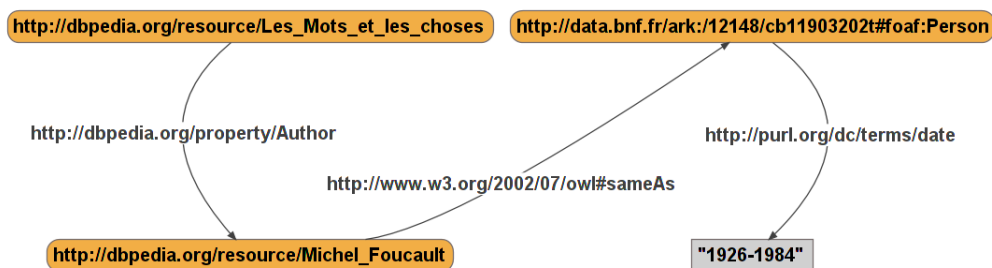 http://dbpedia.org/resource/Les_Mots_et_les_choses
http://data.bnf.fr/ark:/12148/cb11903202t#foaf:Person
http://dbpedia.org/property/Author
http://purl.org/dc/terms/date
http://www.w3.org/2002/07/owl#sameAs
http://dbpedia.org/resource/Michel_Foucault
"1926-1984"